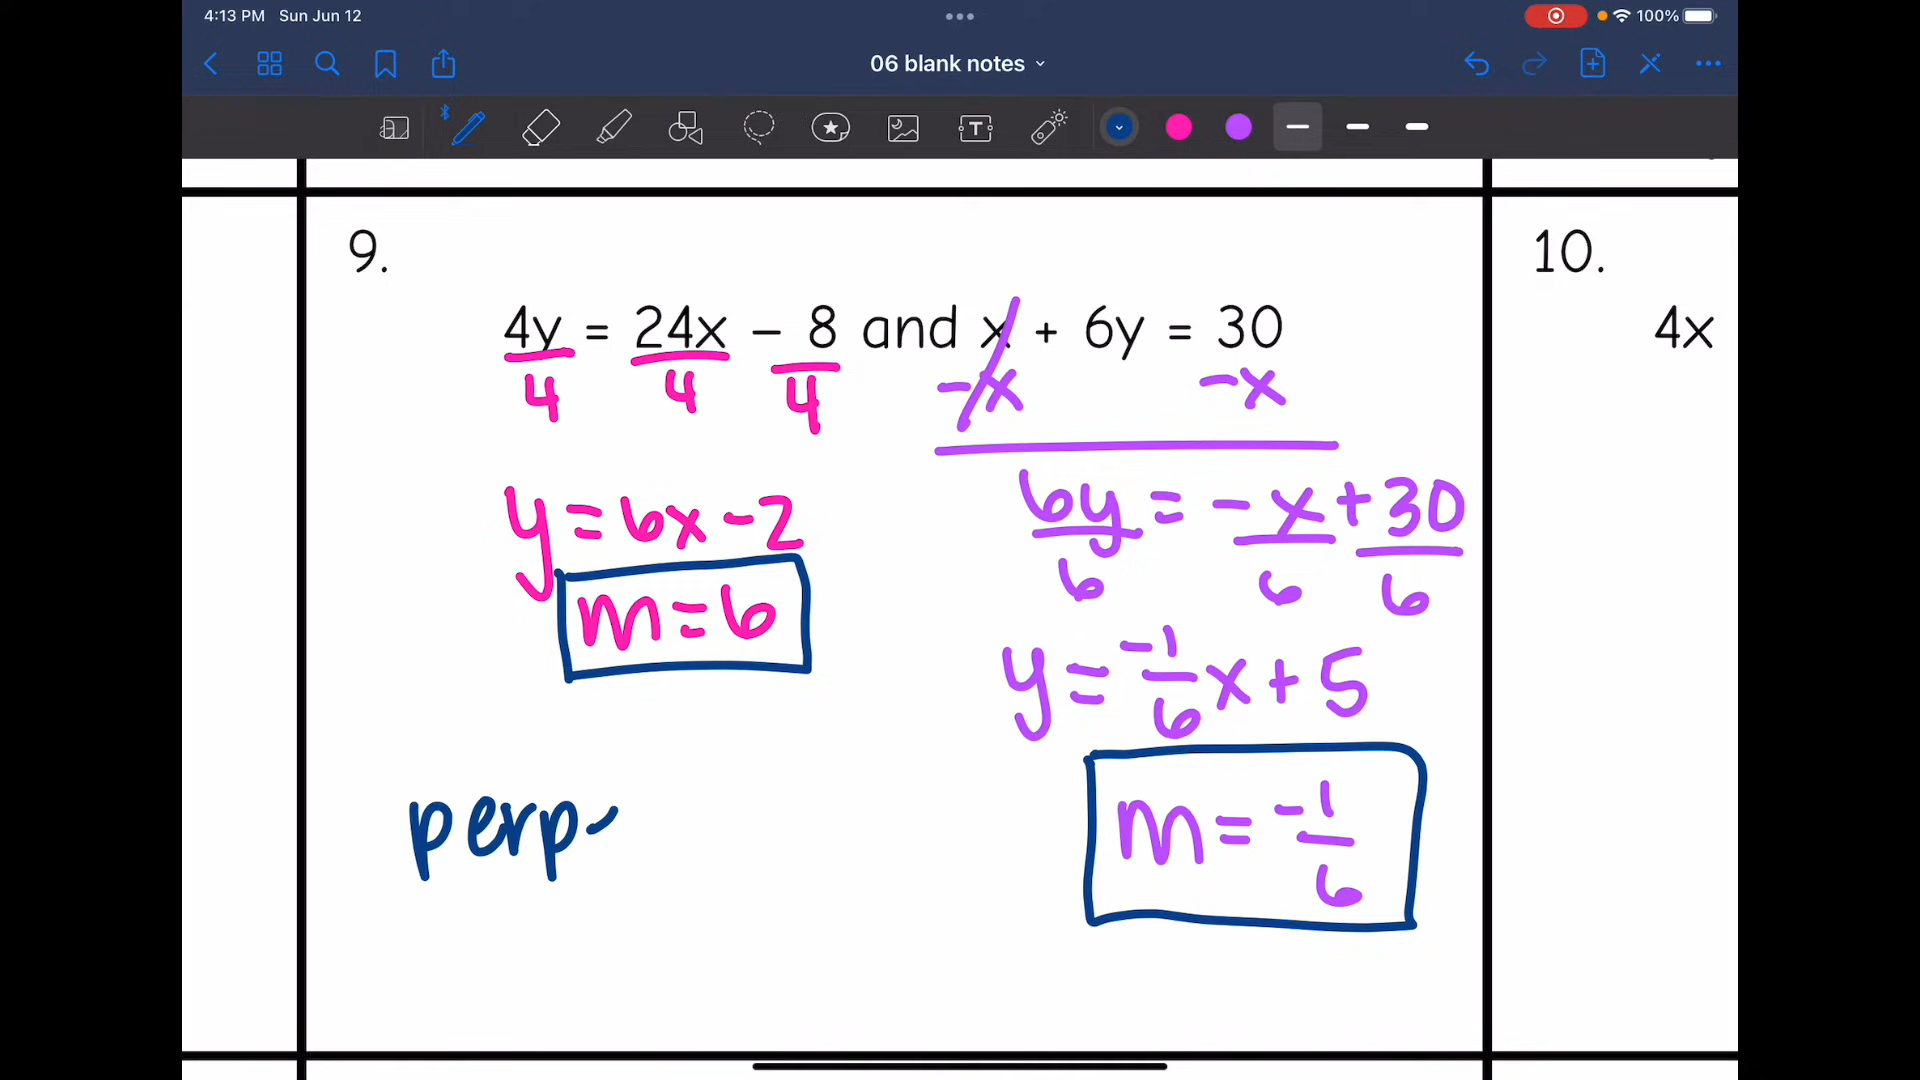 4:13 PM Sun Jun 12
100%
06 blank notes
9.
4y = 24x – 8 and x + 6y = 30
4 4 4 -x -x
6y = -x + 30
6 6 6
y = 6x - 2
m = 6
y = -1/6 x + 5
m = -1/6
perp
10.
4x